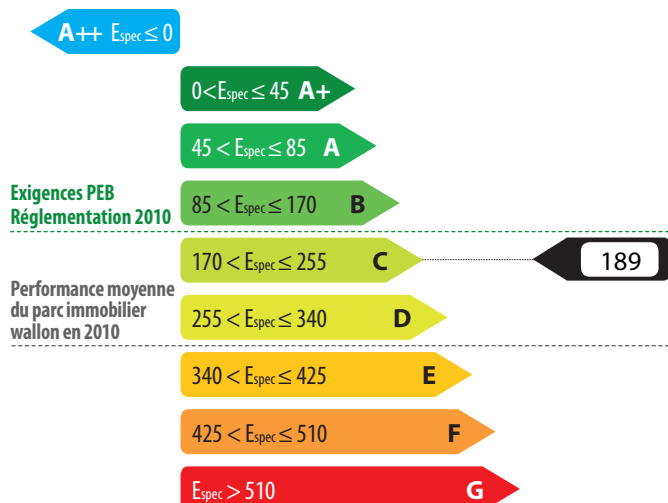 A++ Espec ≤ 0
0<Espec ≤ 45 A+
45 < Espec ≤ 85 A
Exigences PEB
Réglementation 2010
85 < Espec ≤ 170 B
170 < Espec ≤ 255 C
189
Performance moyenne
du parc immobilier
wallon en 2010
255 < Espec ≤ 340 D
340 < Espec ≤ 425 E
425 < Espec ≤ 510 F
Espec > 510 G